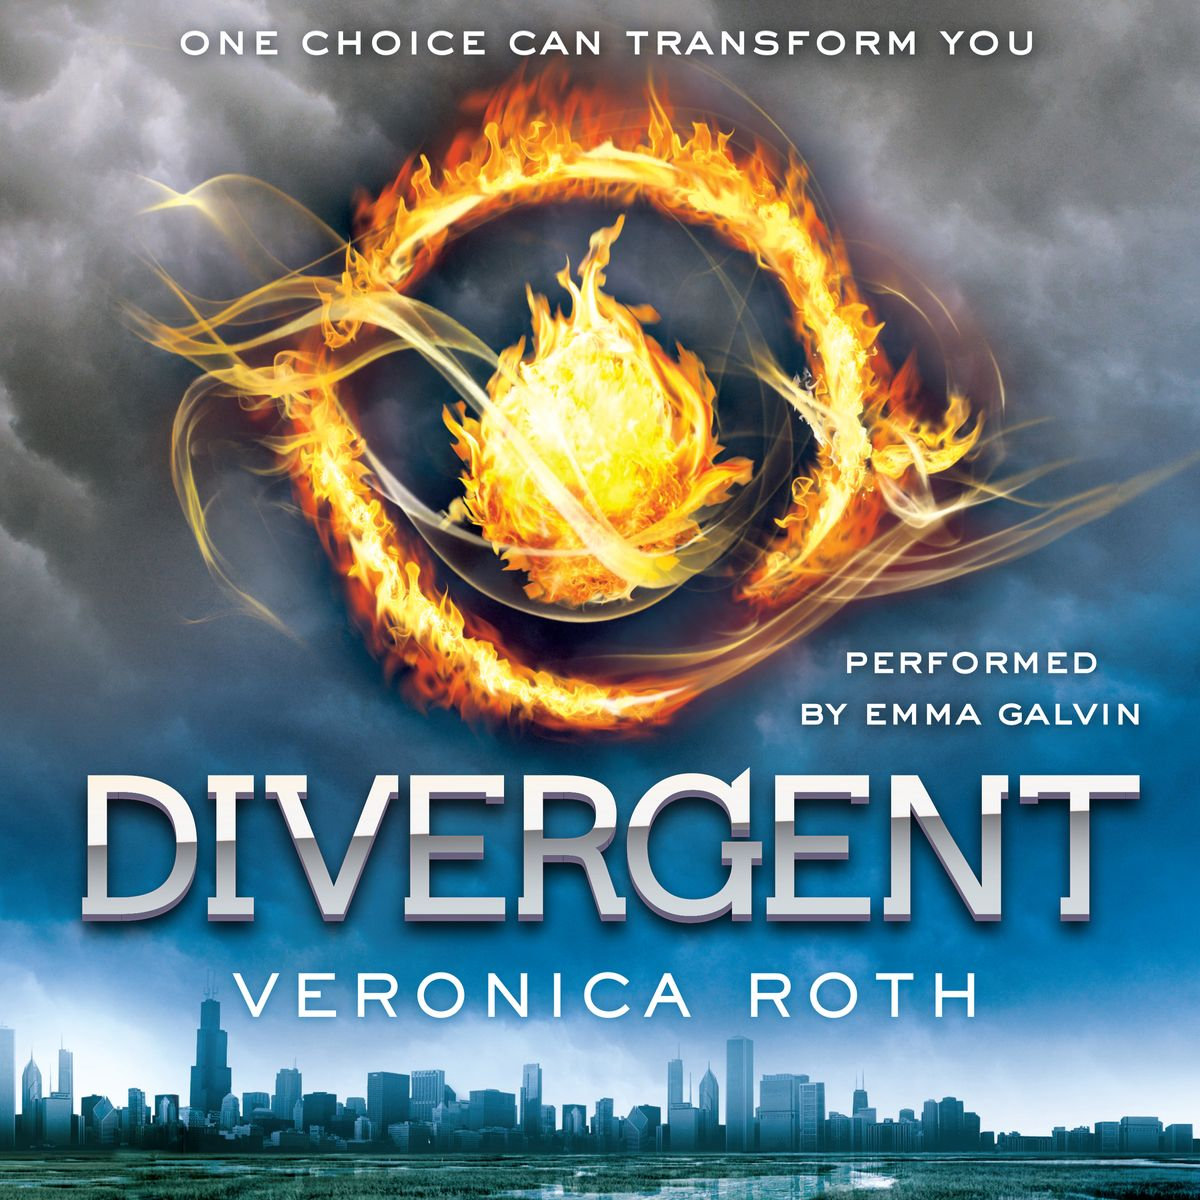 ONE CHOICE CAN TRANSFORM YOU
PERFORMED
BY EMMA GALVIN
DIVERGENT
VERONICA ROTH